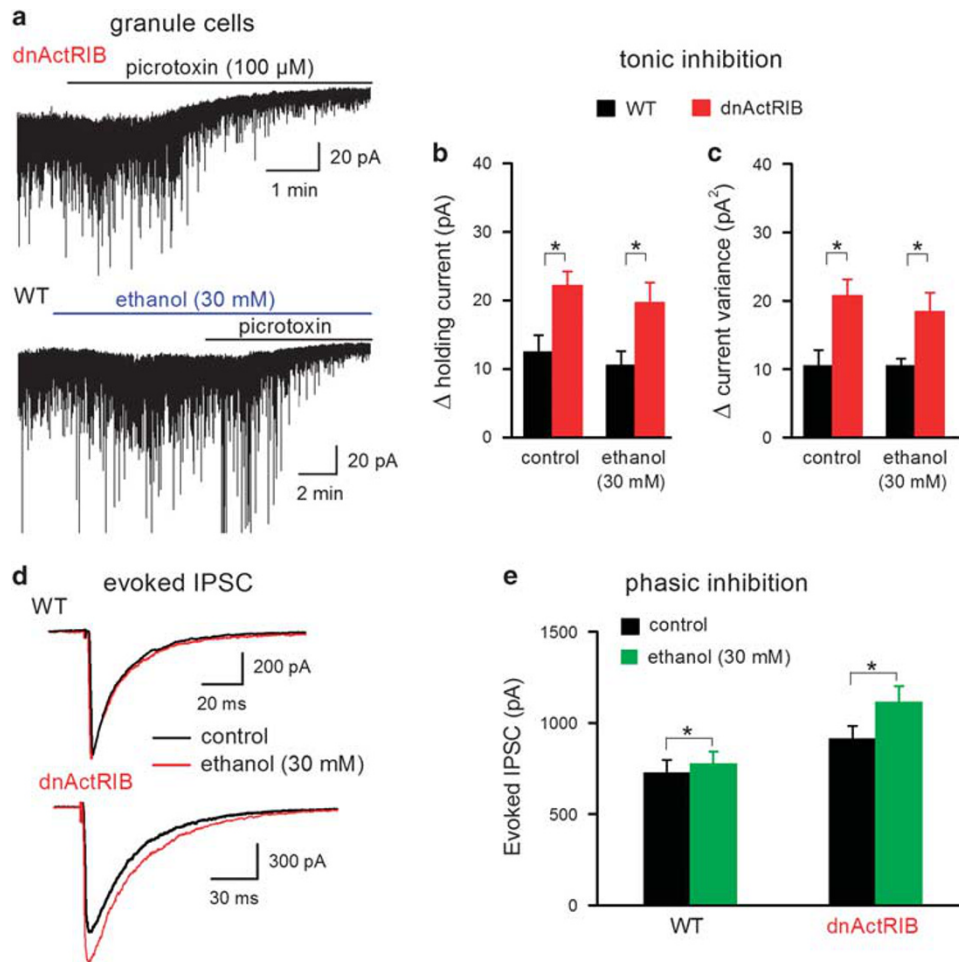 a
granule cells
dnActRIB
picrotoxin (100 µM)
20 pA
1 min
WT
ethanol (30 mM)
picrotoxin
20 pA
2 min
tonic inhibition
WT
dnActRIB
b
Δ holding current (pA)
40
30
20
10
0
*
*
control
ethanol
(30 mM)
c
Δ current variance (pA²)
40
30
20
10
0
*
*
control
ethanol
(30 mM)
d
evoked IPSC
WT
200 pA
20 ms
control
ethanol (30 mM)
dnActRIB
300 pA
30 ms
e
phasic inhibition
control
ethanol (30 mM)
Evoked IPSC (pA)
1500
1000
500
0
*
*
WT
dnActRIB